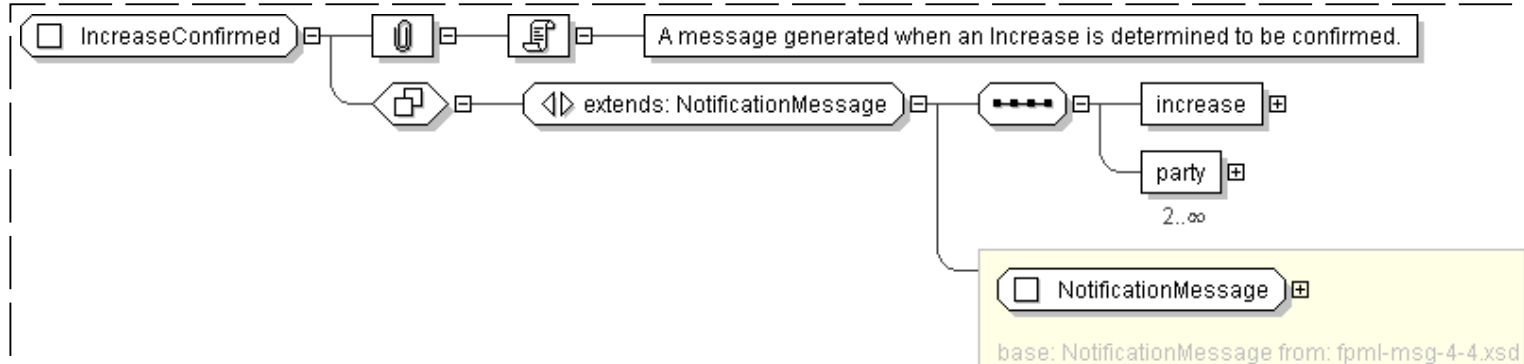 IncreaseConfirmed
A message generated when an Increase is determined to be confirmed.
extends: NotificationMessage
increase
party
2..∞
NotificationMessage
base: NotificationMessage from: fpml-msg-4-4.xsd